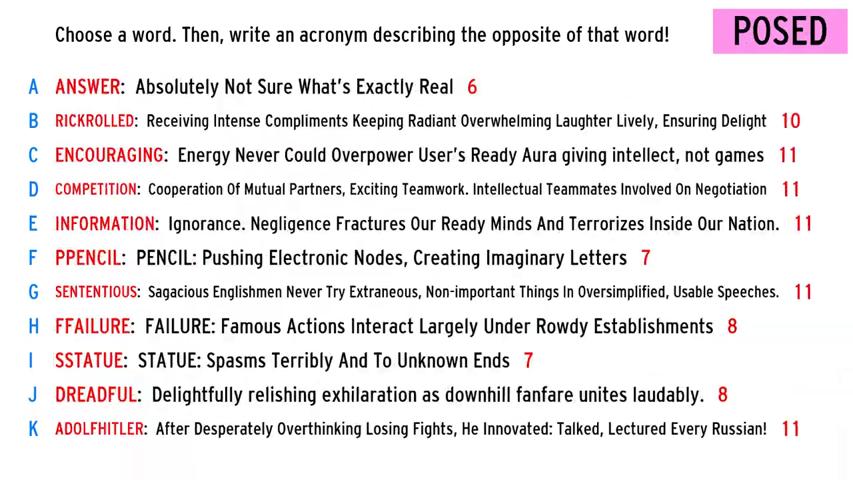 Choose a word. Then, write an acronym describing the opposite of that word!
POSED
A ANSWER: Absolutely Not Sure What's Exactly Real 6
B RICKROLLED: Receiving Intense Compliments Keeping Radiant Overwhelming Laughter Lively, Ensuring Delight 10
C ENCOURAGING: Energy Never Could Overpower User's Ready Aura giving intellect, not games 11
D COMPETITION: Cooperation Of Mutual Partners, Exciting Teamwork. Intellectual Teammates Involved On Negotiation 11
E INFORMATION: Ignorance. Negligence Fractures Our Ready Minds And Terrorizes Inside Our Nation. 11
F PPENCIL: PENCIL: Pushing Electronic Nodes, Creating Imaginary Letters 7
G SENTENTIOUS: Sagacious Englishmen Never Try Extraneous, Non-important Things In Oversimplified, Usable Speeches. 11
H FFAILURE: FAILURE: Famous Actions Interact Largely Under Rowdy Establishments 8
I SSTATUE: STATUE: Spasms Terribly And To Unknown Ends 7
J DREADFUL: Delightfully relishing exhilaration as downhill fanfare unites laudably. 8
K ADOLFHITLER: After Desperately Overthinking Losing Fights, He Innovated: Talked, Lectured Every Russian! 11